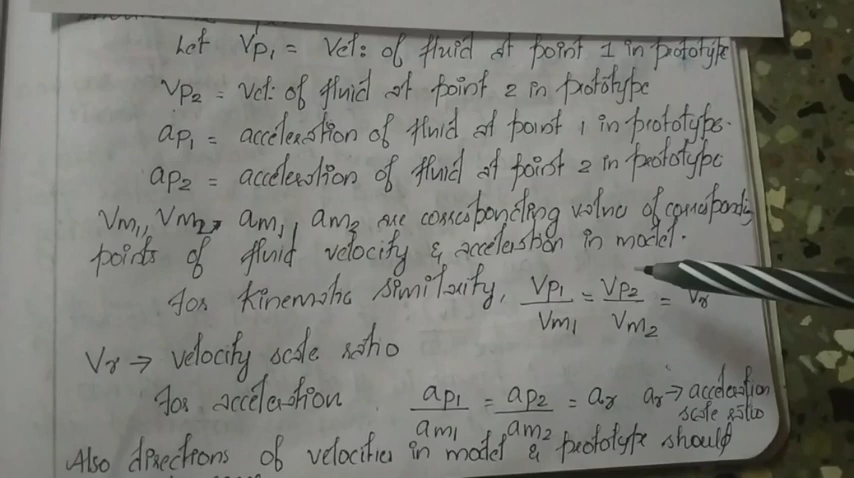 Let Vp1 = Vel: of fluid at point 1 in prototype
Vp2 = Vel: of fluid at point 2 in prototype
ap1 = acceleration of fluid at point 1 in prototype.
ap2 = acceleration of fluid at point 2 in prototype
Vm1, Vm2, am1, am2 are corresponding value of corresponding
points of fluid velocity & acceleration in model.
For Kinematic similarity, Vp1/Vm1 = Vp2/Vm2 = Vr
Vr → velocity scale ratio
For acceleration ap1/am1 = ap2/am2 = ar ar → acceleration
scale ratio
Also directions of velocities in model & prototype should